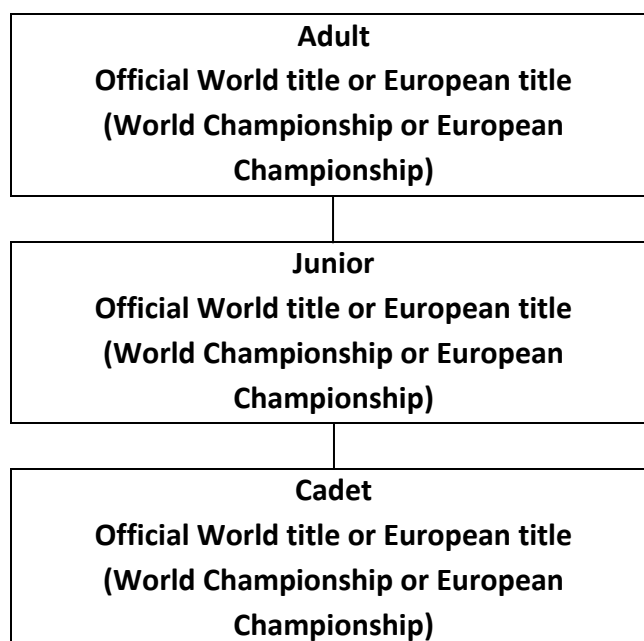 Adult
Official World title or European title
(World Championship or European
Championship)
Junior
Official World title or European title
(World Championship or European
Championship)
Cadet
Official World title or European title
(World Championship or European
Championship)